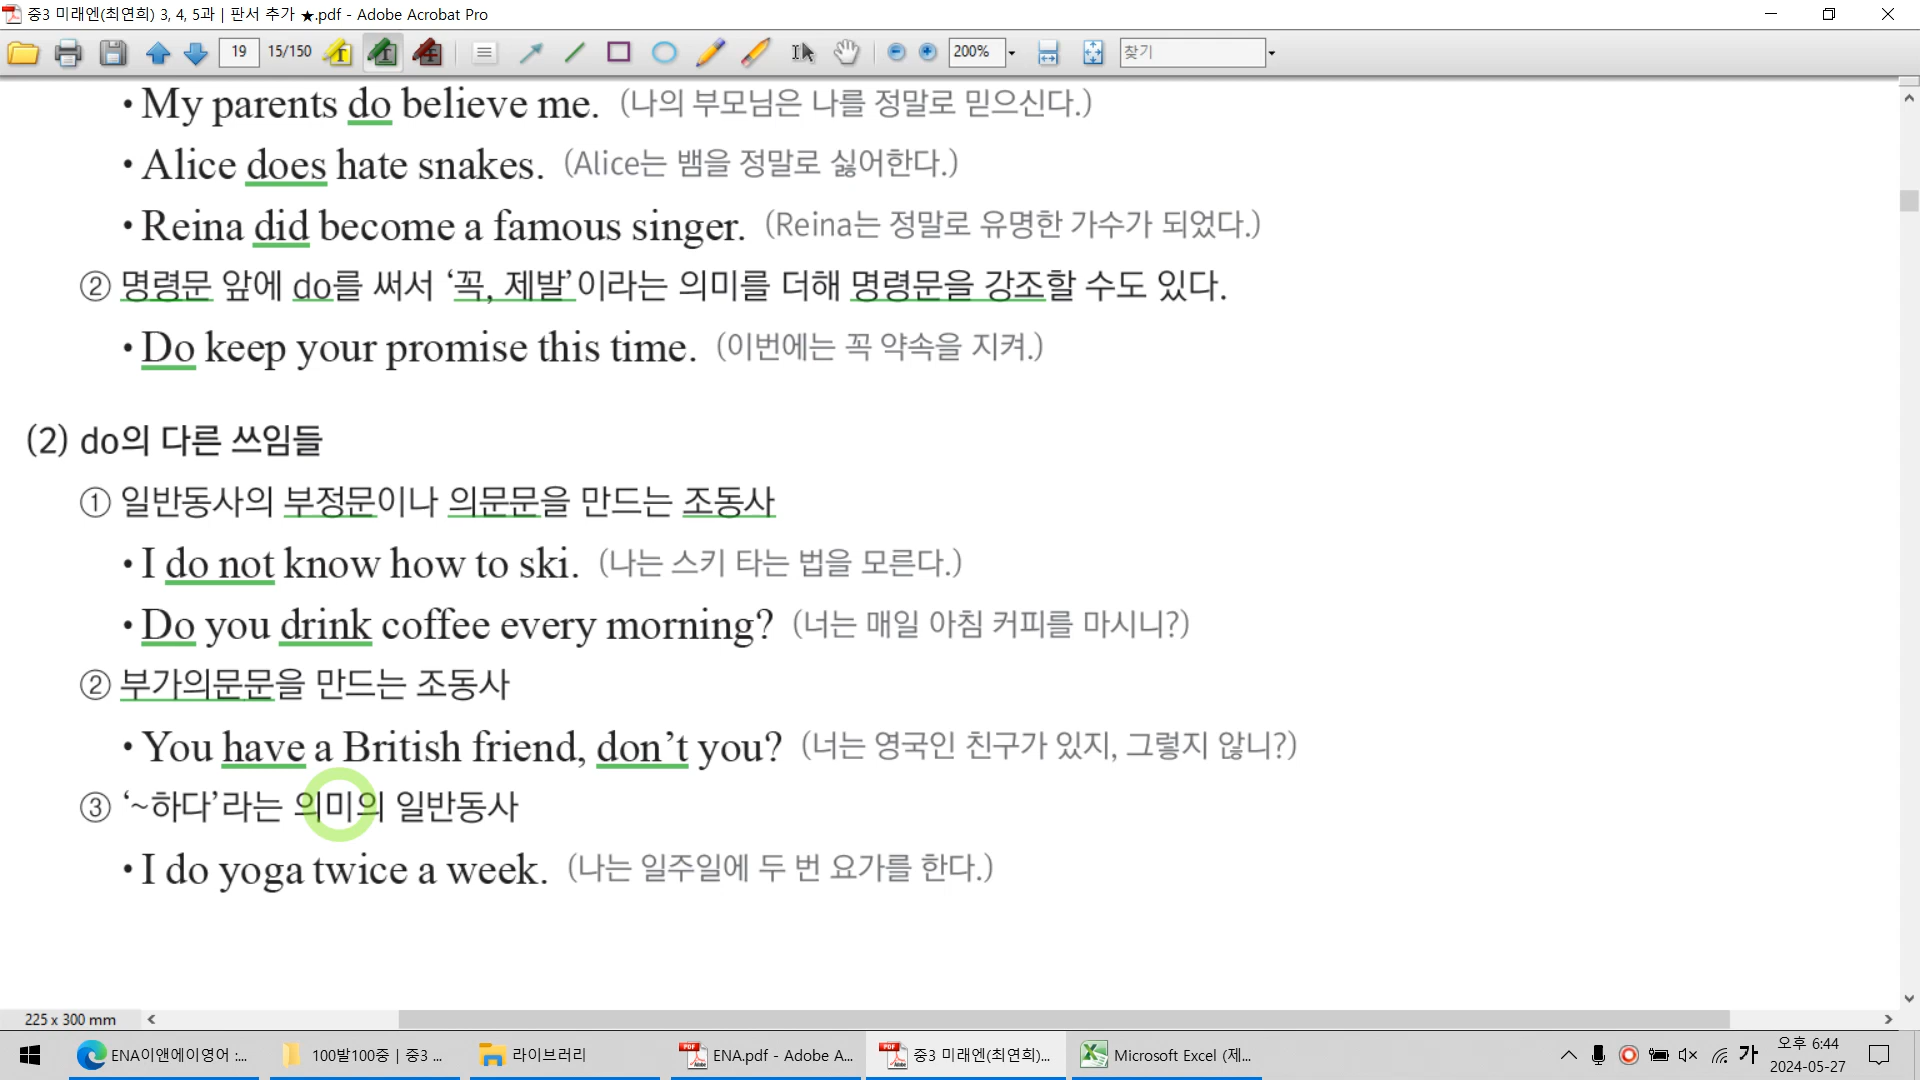 중3 미래엔(최연희) 3, 4, 5과 | 판서 추가 ★.pdf - Adobe Acrobat Pro
19 15/150 200% 찾기
• My parents do believe me. (나의 부모님은 나를 정말로 믿으신다.)
• Alice does hate snakes. (Alice는 뱀을 정말로 싫어한다.)
• Reina did become a famous singer. (Reina는 정말로 유명한 가수가 되었다.)
② 명령문 앞에 do를 써서 ‘꼭, 제발’이라는 의미를 더해 명령문을 강조할 수도 있다.
• Do keep your promise this time. (이번에는 꼭 약속을 지켜.)
(2) do의 다른 쓰임들
① 일반동사의 부정문이나 의문문을 만드는 조동사
• I do not know how to ski. (나는 스키 타는 법을 모른다.)
• Do you drink coffee every morning? (너는 매일 아침 커피를 마시니?)
② 부가의문문을 만드는 조동사
• You have a British friend, don’t you? (너는 영국인 친구가 있지, 그렇지 않니?)
③ ‘~하다’라는 의미의 일반동사
• I do yoga twice a week. (나는 일주일에 두 번 요가를 한다.)
225 x 300 mm
ENA이앤에이영어 :... 100발100중 | 중3 ... 라이브러리 ENA.pdf - Adobe A... 중3 미래엔(최연희)... Microsoft Excel (제... 가 오후 6:44
2024-05-27